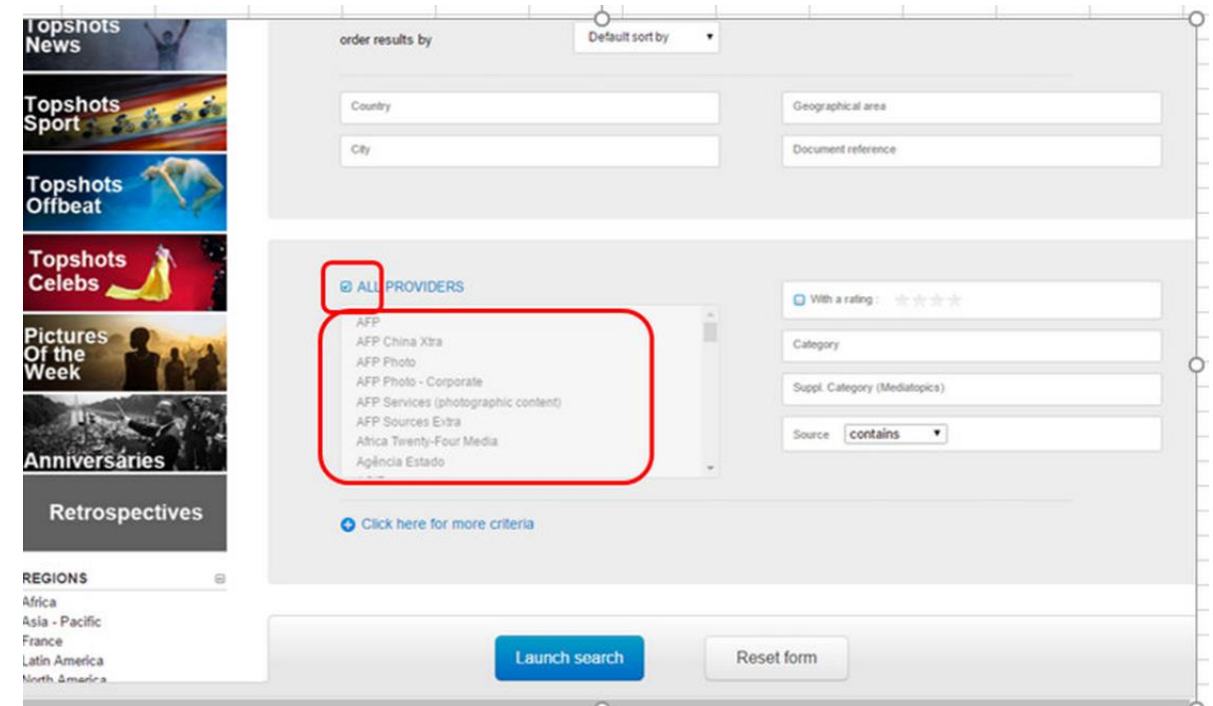 Topshots
News
Topshots
Sport
Topshots
Offbeat
Topshots
Celebs
Pictures
Of the
Week
Anniversaries
Retrospectives
REGIONS
Africa
Asia - Pacific
France
Latin America
North America
order results by
Default sort by
Country
Geographical area
City
Document reference
ALL PROVIDERS
AFP
AFP China Xtra
AFP Photo
AFP Photo - Corporate
AFP Services (photographic content)
AFP Sources Extra
Africa Twenty-Four Media
Agência Estado
With a rating :
Category
Suppl. Category (Mediatopics)
Source contains
Click here for more criteria
Launch search
Reset form